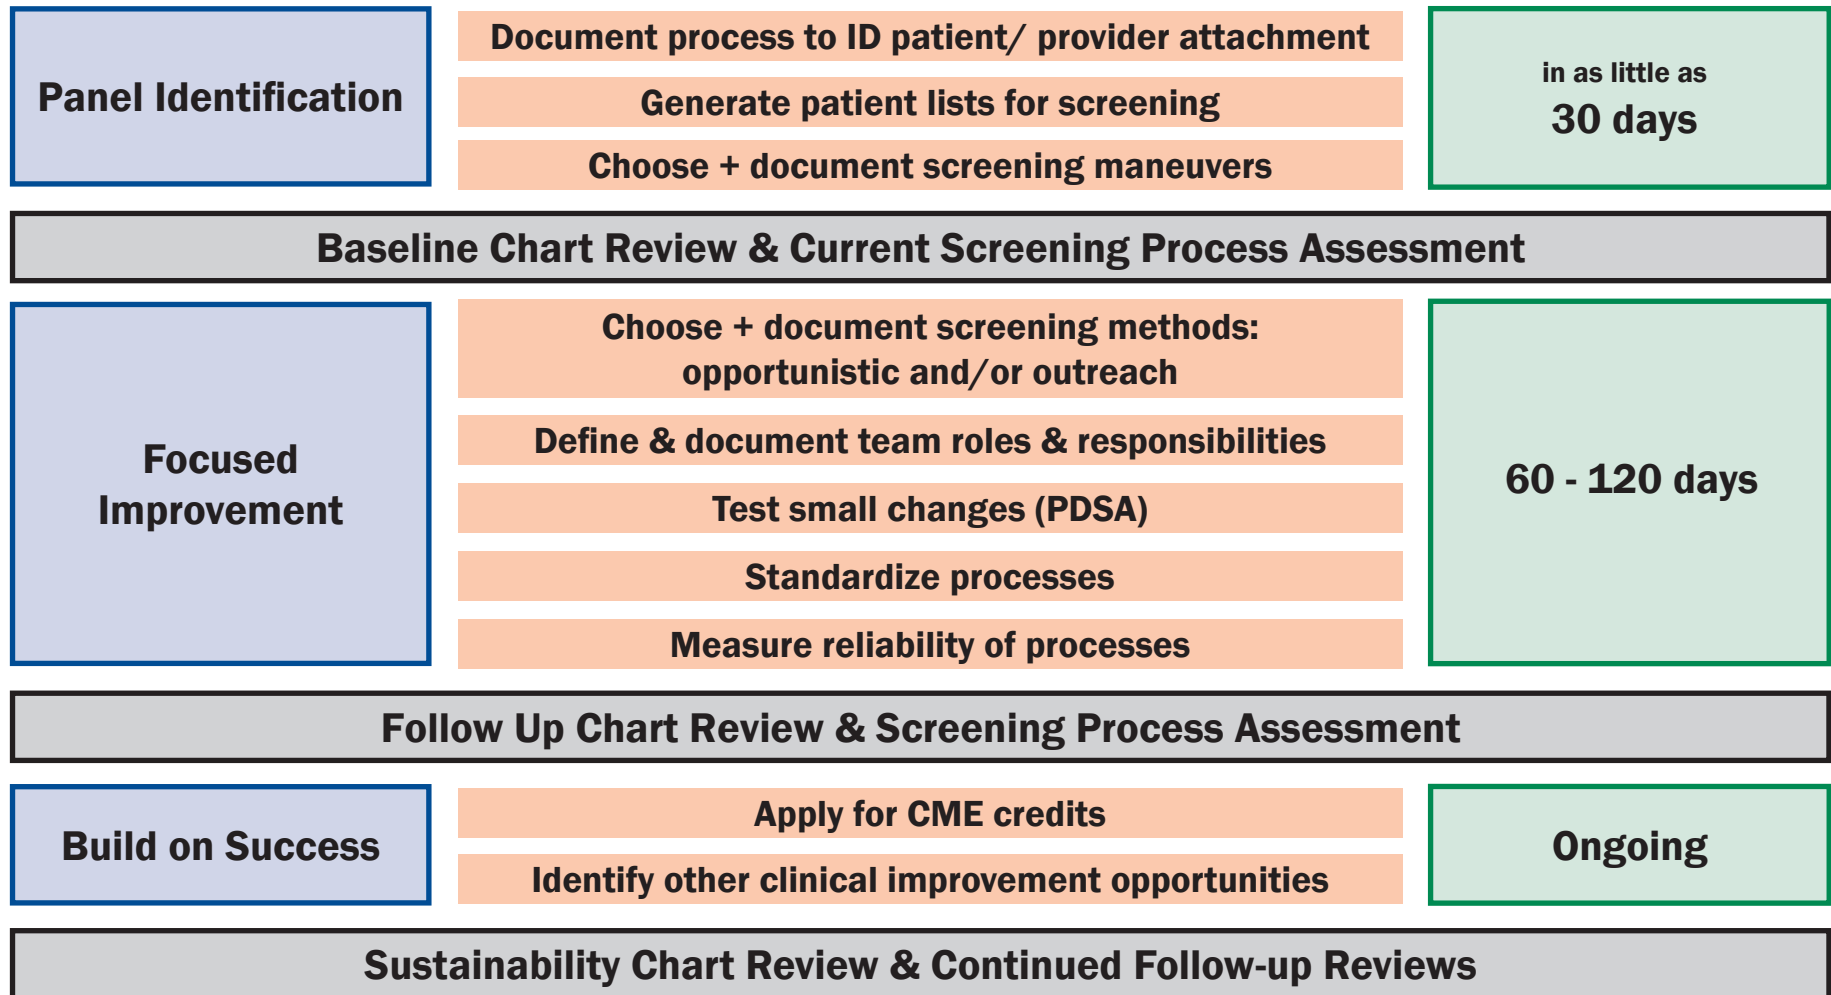 Panel Identification
Document process to ID patient/ provider attachment
Generate patient lists for screening
Choose + document screening maneuvers
in as little as
30 days
Baseline Chart Review & Current Screening Process Assessment
Focused
Improvement
Choose + document screening methods:
opportunistic and/or outreach
Define & document team roles & responsibilities
Test small changes (PDSA)
Standardize processes
Measure reliability of processes
60 - 120 days
Follow Up Chart Review & Screening Process Assessment
Build on Success
Apply for CME credits
Identify other clinical improvement opportunities
Ongoing
Sustainability Chart Review & Continued Follow-up Reviews